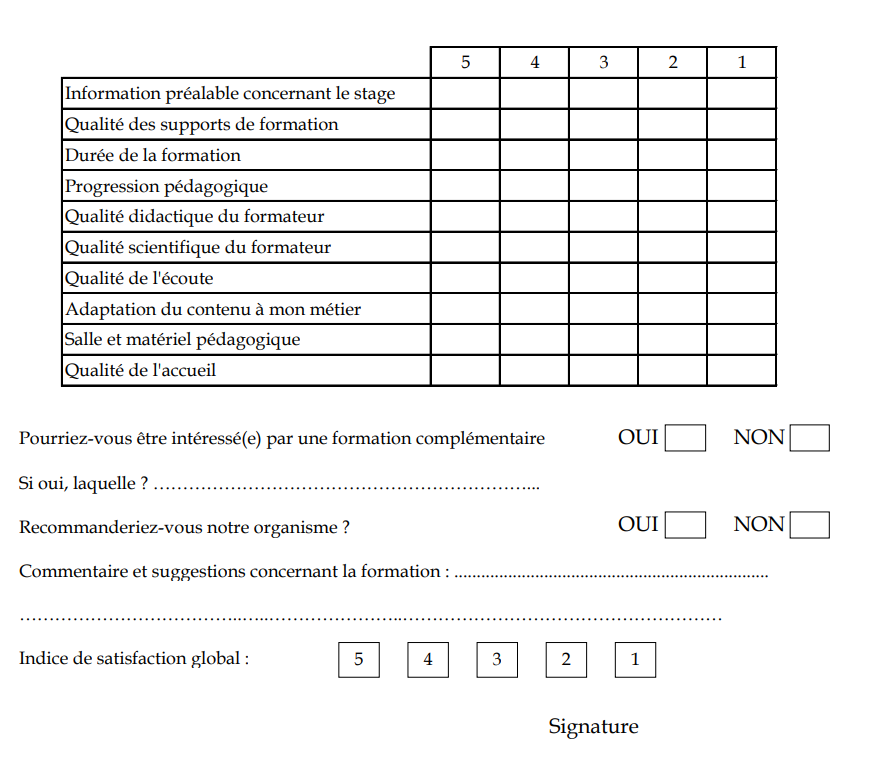 5 4 3 2 1
Information préalable concernant le stage
Qualité des supports de formation
Durée de la formation
Progression pédagogique
Qualité didactique du formateur
Qualité scientifique du formateur
Qualité de l'écoute
Adaptation du contenu à mon métier
Salle et matériel pédagogique
Qualité de l'accueil
Pourriez-vous être intéressé(e) par une formation complémentaire OUI NON
Si oui, laquelle ? …………………………………………………………...
Recommanderiez-vous notre organisme ? OUI NON
Commentaire et suggestions concernant la formation : ......................................................................
………………………………..…..…………………..………………………………………………
Indice de satisfaction global : 5 4 3 2 1
Signature